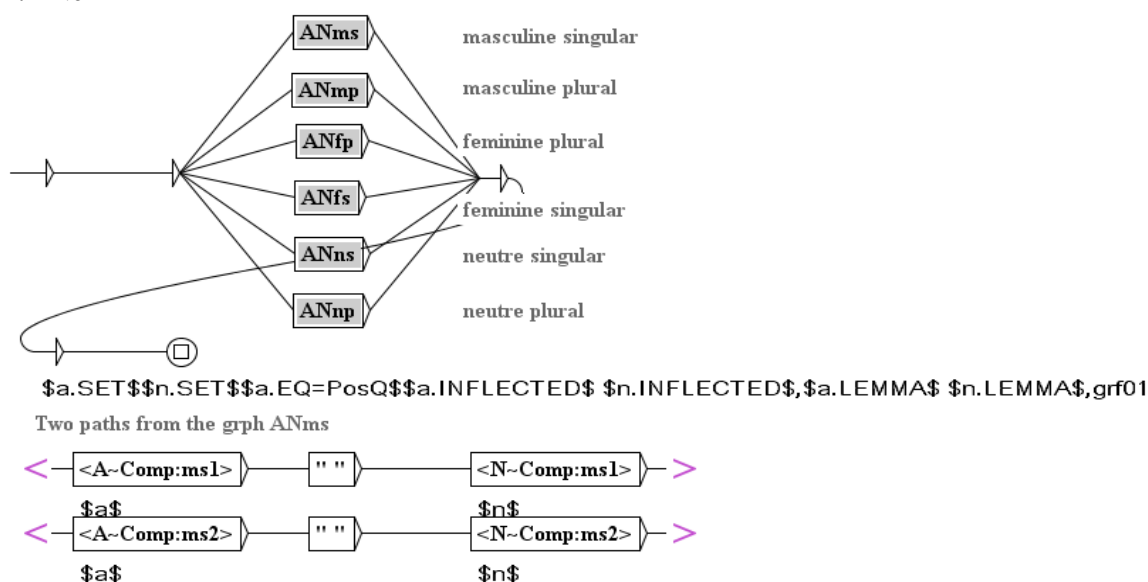 ANms masculine singular
ANmp masculine plural
ANfp feminine plural
ANfs
feminine singular
ANns neutre singular
ANnp neutre plural
$a.SET$$n.SET$$a.EQ=PosQ$$a.INFLECTED$ $n.INFLECTED$,$a.LEMMA$ $n.LEMMA$,grf01
Two paths from the grph ANms
<A~Comp:ms1> " " <N~Comp:ms1>
$a$ $n$
<A~Comp:ms2> " " <N~Comp:ms2>
$a$ $n$